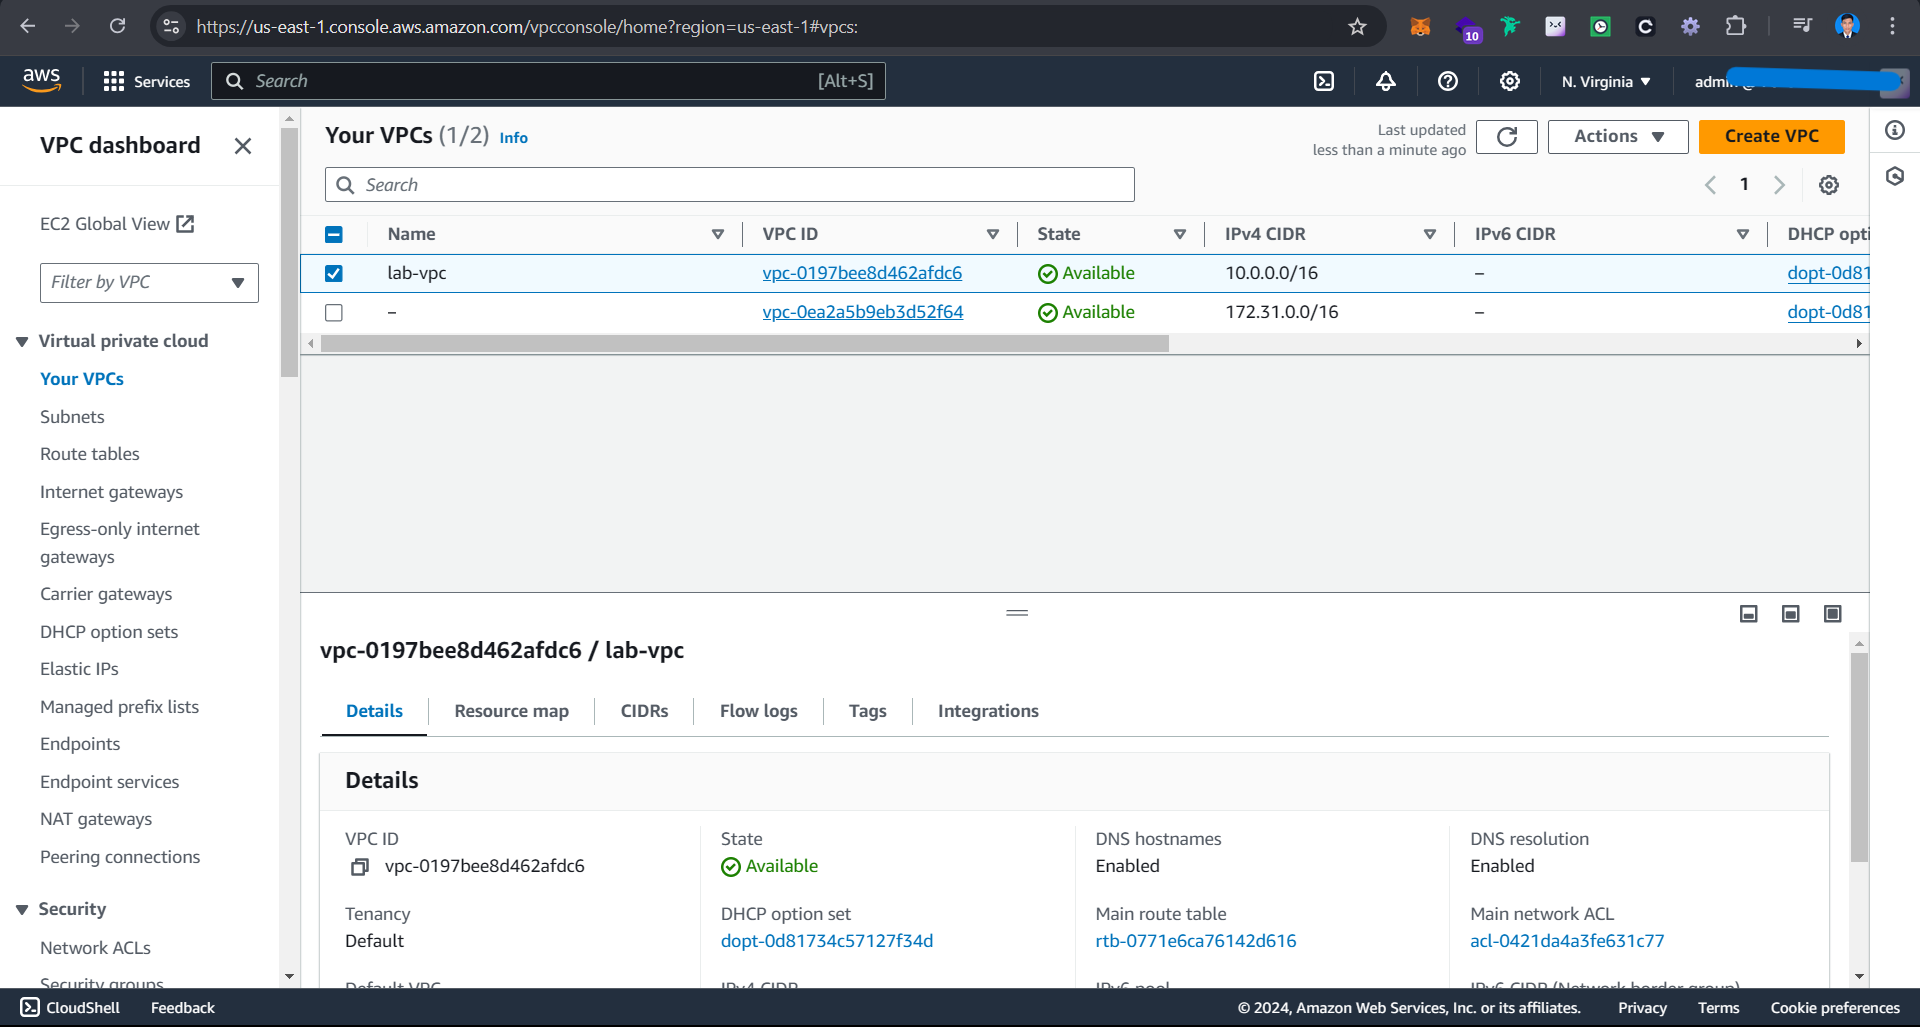 https://us-east-1.console.aws.amazon.com/vpcconsole/home?region=us-east-1#vpcs:
10
aws
Services
Search
[Alt+S]
N. Virginia
VPC dashboard
EC2 Global View
Filter by VPC
Virtual private cloud
Your VPCs
Subnets
Route tables
Internet gateways
Egress-only internet
gateways
Carrier gateways
DHCP option sets
Elastic IPs
Managed prefix lists
Endpoints
Endpoint services
NAT gateways
Peering connections
Security
Network ACLs
Security groups
Your VPCs (1/2) Info
Last updated
less than a minute ago
Actions
Create VPC
Search
1
Name VPC ID State IPv4 CIDR IPv6 CIDR DHCP opti
lab-vpc vpc-0197bee8d462afdc6 Available 10.0.0.0/16 – dopt-0d81
– vpc-0ea2a5b9eb3d52f64 Available 172.31.0.0/16 – dopt-0d81
vpc-0197bee8d462afdc6 / lab-vpc
Details Resource map CIDRs Flow logs Tags Integrations
Details
VPC ID
vpc-0197bee8d462afdc6
State
Available
DNS hostnames
Enabled
DNS resolution
Enabled
Tenancy
Default
DHCP option set
dopt-0d81734c57127f34d
Main route table
rtb-0771e6ca76142d616
Main network ACL
acl-0421da4a3fe631c77
Default VPC
IPv4 CIDR
IPv6 pool
IPv6 CIDR (Network border group)
CloudShell
Feedback
© 2024, Amazon Web Services, Inc. or its affiliates.
Privacy
Terms
Cookie preferences